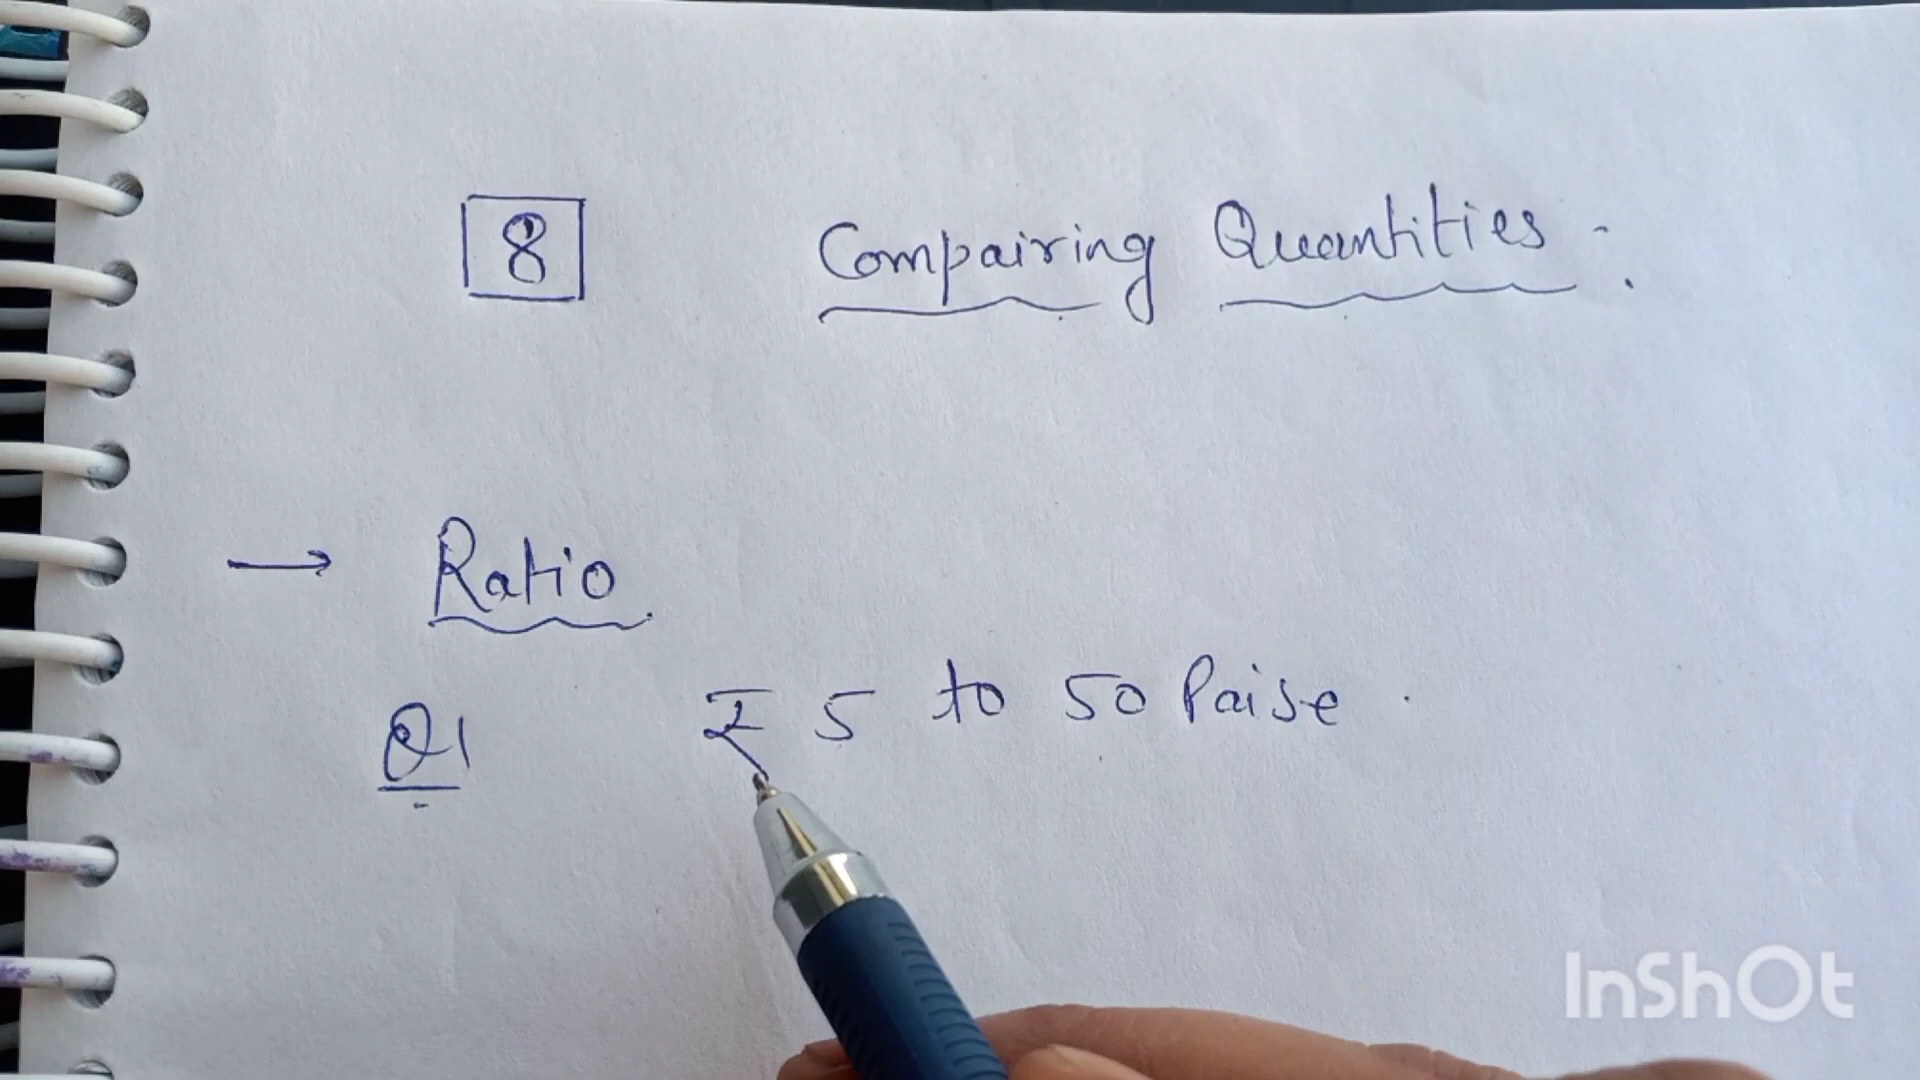 8 Compairing Quantities.
→ Ratio
Q1 ₹ 5 to 50 Paise.
InShOt